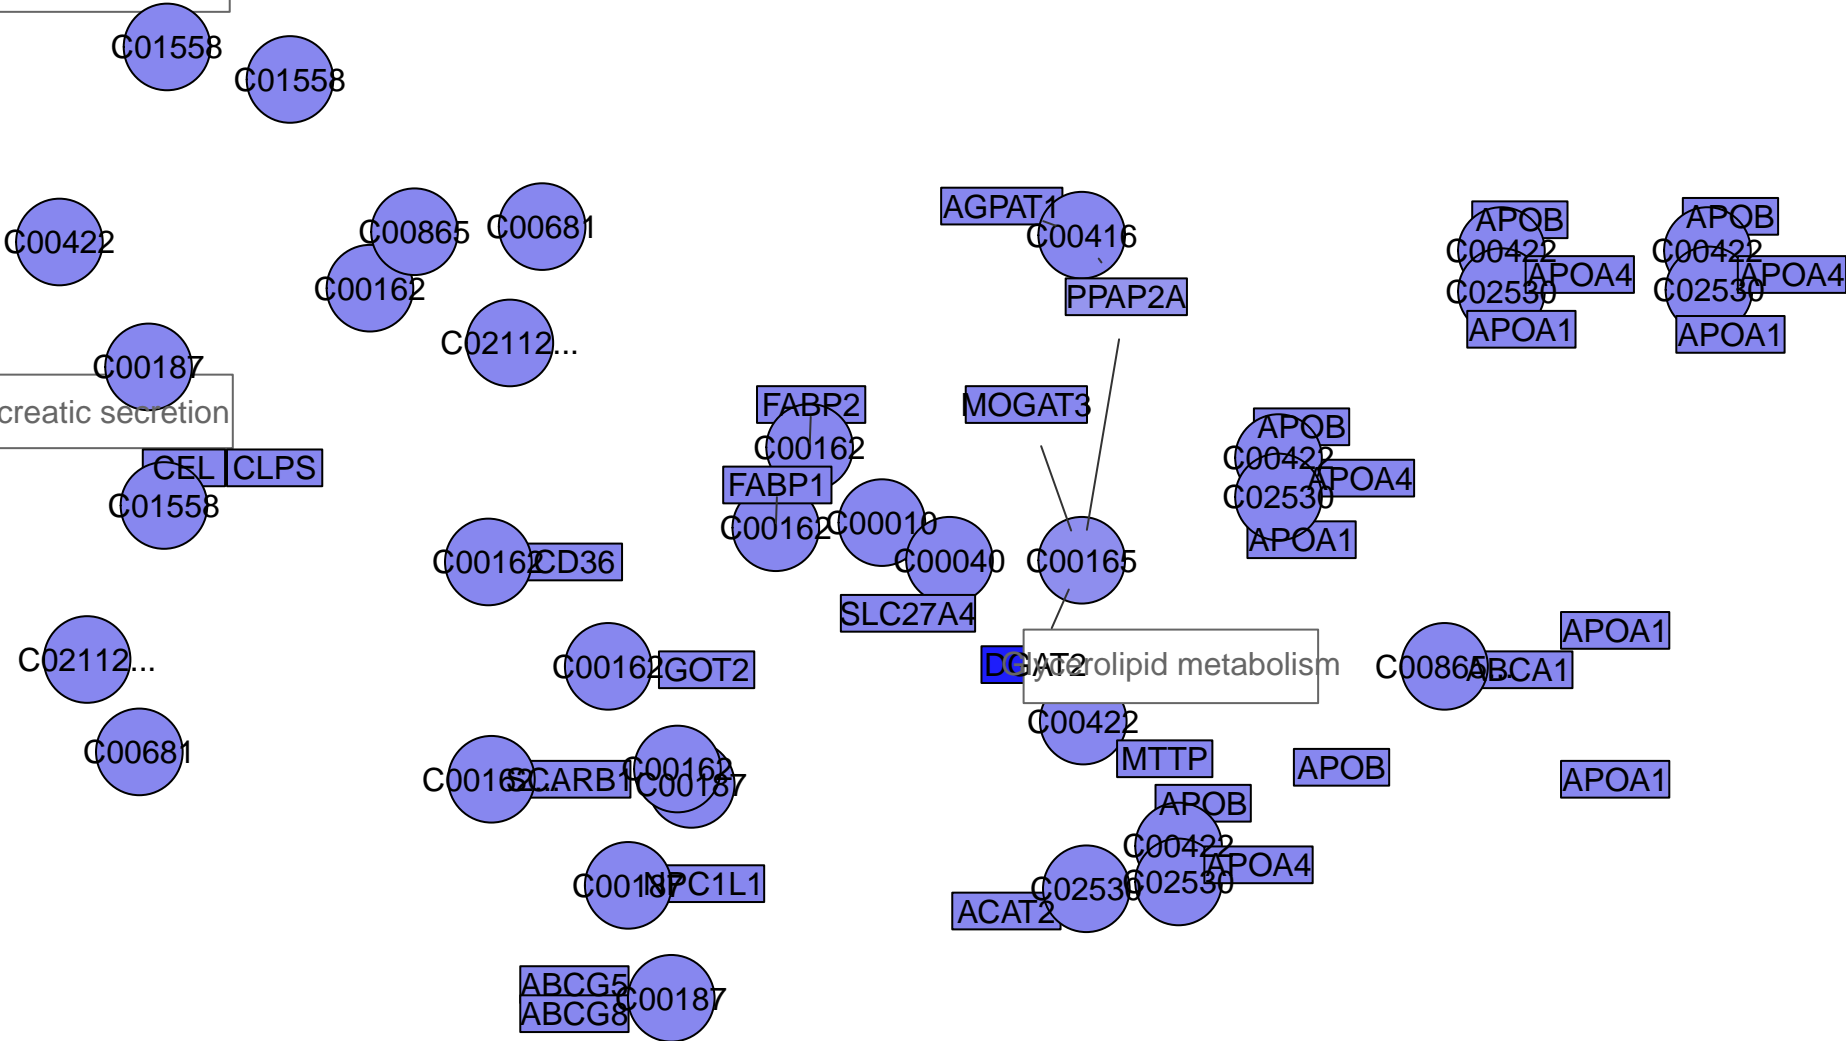 C01558
C01558
C00422
C00865
C00681
C00162
C02112...
C00187
creatic secretion
CEL
CLPS
C01558
C02112...
C00681
AGPAT1
C00416
PPAP2A
FABP2
C00162
FABP1
C00162
C00010
C00040
SLC27A4
MOGAT3
C00165
DGAT2
Glycerolipid metabolism
C00422
MTTP
C00162
CD36
C00162
GOT2
C00162...
SCARB1
C00162
C00187
C00187
NPC1L1
ABCG5
ABCG8
C00187
APOB
C00422
APOA4
C02530
APOA1
APOB
C00422
APOA4
C02530
APOA1
APOB
C00422
APOA4
C02530
APOA1
C00865...
ABCA1
APOA1
APOB
APOA1
APOB
C00422
APOA4
C02530
C02530
ACAT2